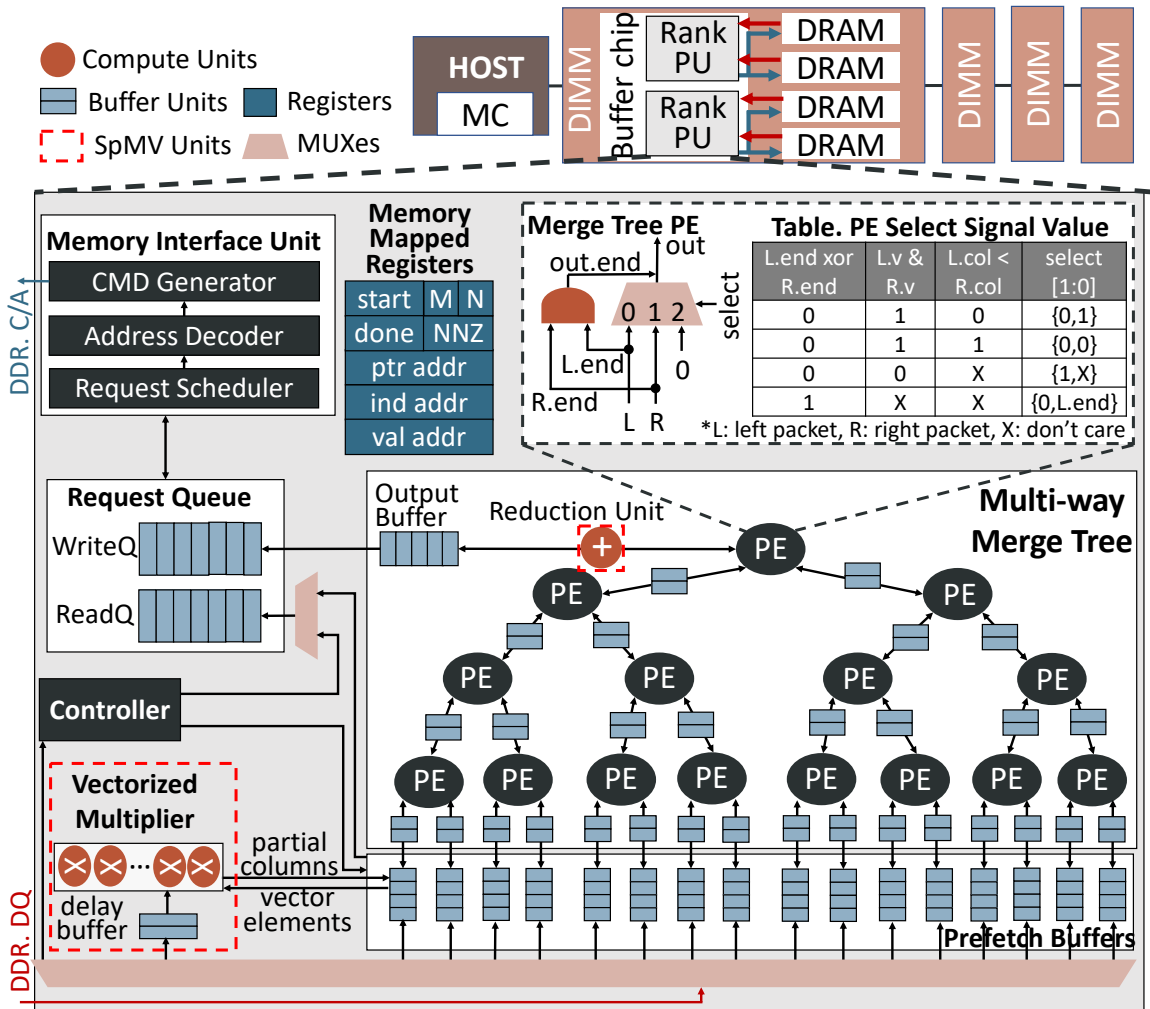 Compute Units
Buffer Units
Registers
SpMV Units
MUXes
HOST
MC
DIMM
Buffer chip
Rank
PU
Rank
PU
DRAM
DRAM
DRAM
DRAM
DIMM
DIMM
DIMM
Memory Interface Unit
CMD Generator
Address Decoder
Request Scheduler
DDR. C/A
Memory
Mapped
Registers
start M N
done NNZ
ptr addr
ind addr
val addr
Merge Tree PE
out
out.end
0 1 2
select
L.end
0
R.end
L R
Table. PE Select Signal Value
L.end xor R.end | L.v & R.v | L.col < R.col | select [1:0]
0 1 0 {0,1}
0 1 1 {0,0}
0 0 X {1,X}
1 X X {0,L.end}
*L: left packet, R: right packet, X: don't care
Request Queue
WriteQ
ReadQ
Output
Buffer
Reduction Unit
+
Multi-way
Merge Tree
PE
PE PE
PE PE PE PE
PE PE PE PE PE PE PE PE
Controller
Vectorized
Multiplier
X X ... X X
delay
buffer
partial
columns
vector
elements
Prefetch Buffers
DDR. DQ